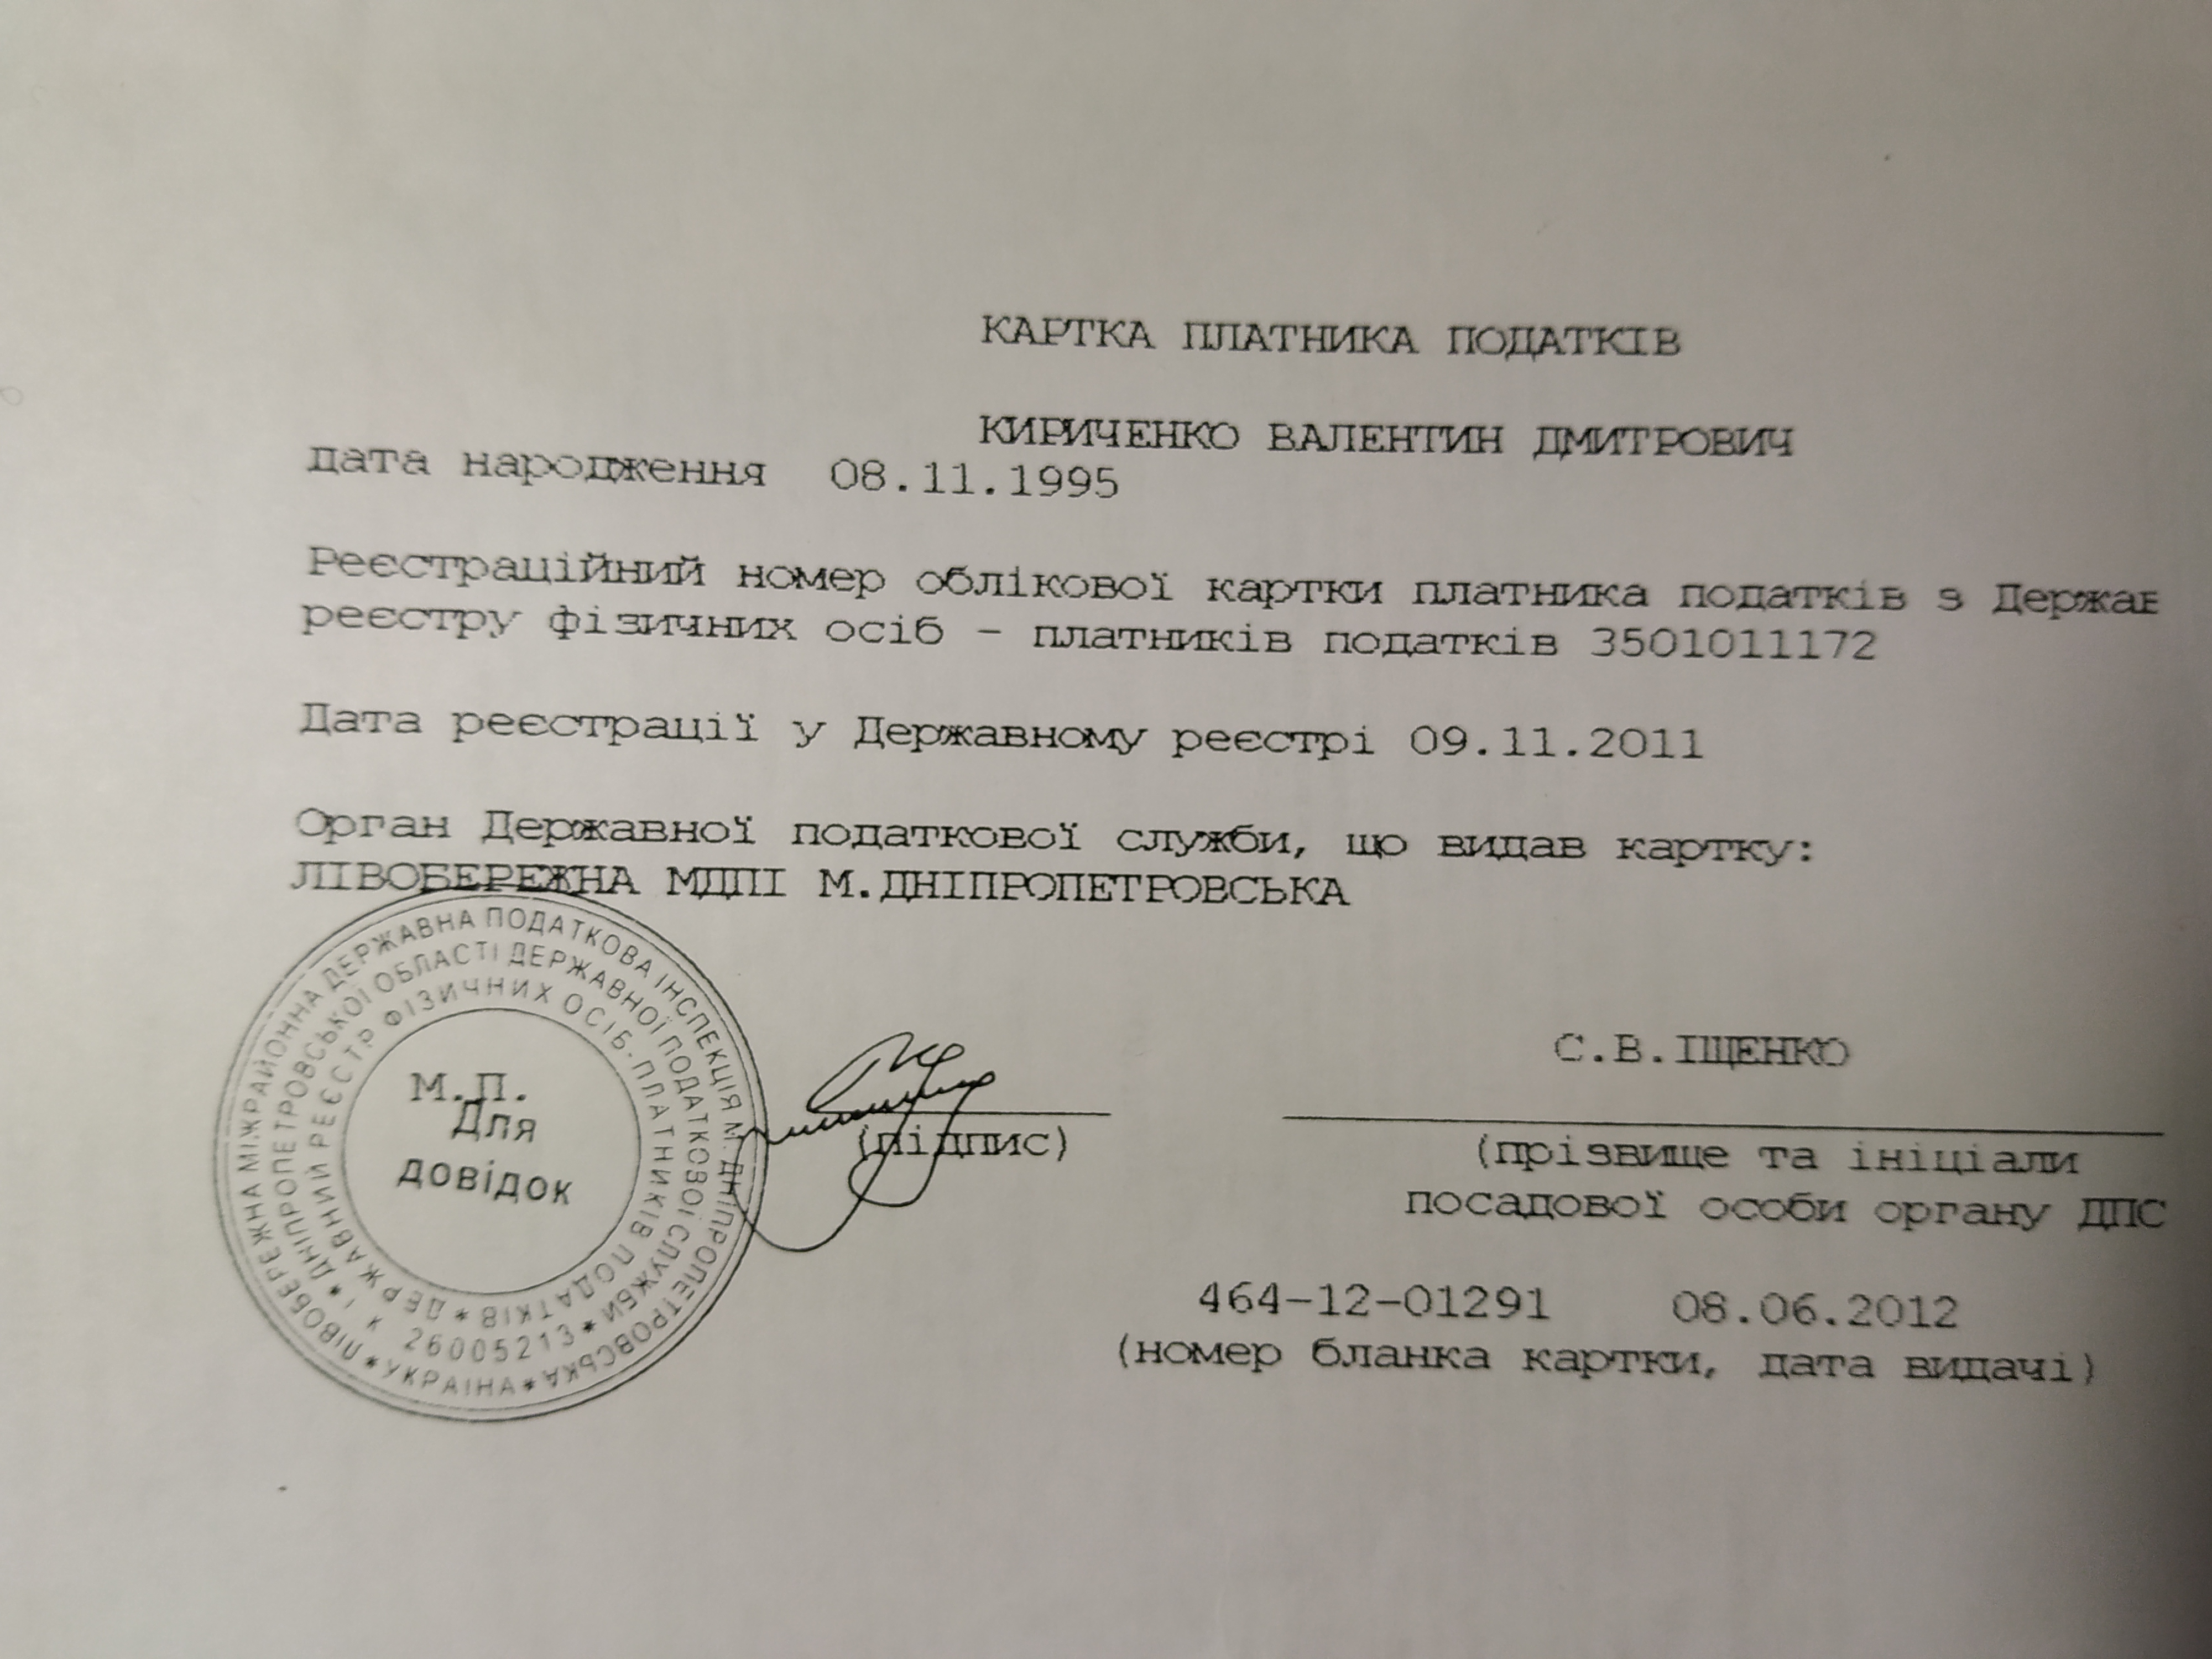 КАРТКА ПЛАТНИКА ПОДАТКІВ
КИРИЧЕНКО ВАЛЕНТИН ДМИТРОВИЧ
дата народження 08.11.1995
Реєстраційний номер облікової картки платника податків з Держав
реєстру фізичних осіб - платників податків 3501011172
Дата реєстрації у Державному реєстрі 09.11.2011
Орган Державної податкової служби, що видав картку:
ЛІВОБЕРЕЖНА МДПІ М.ДНІПРОПЕТРОВСЬКА
С.В.ІЩЕНКО
(підпис)
(прізвище та ініціали
посадової особи органу ДПС
464-12-01291 08.06.2012
(номер бланка картки, дата видачі)
М.П.
Для
довідок
*УКРАЇНА* ЛІВОБЕРЕЖНА МІЖРАЙОННА ДЕРЖАВНА ПОДАТКОВА ІНСПЕКЦІЯ М. ДНІПРОПЕТРОВСЬКА
* ДНІПРОПЕТРОВСЬКОЇ ОБЛАСТІ ДЕРЖАВНОЇ ПОДАТКОВОЇ СЛУЖБИ * 26005213
ДЕРЖАВНИЙ РЕЄСТР ФІЗИЧНИХ ОСІБ-ПЛАТНИКІВ ПОДАТКІВ